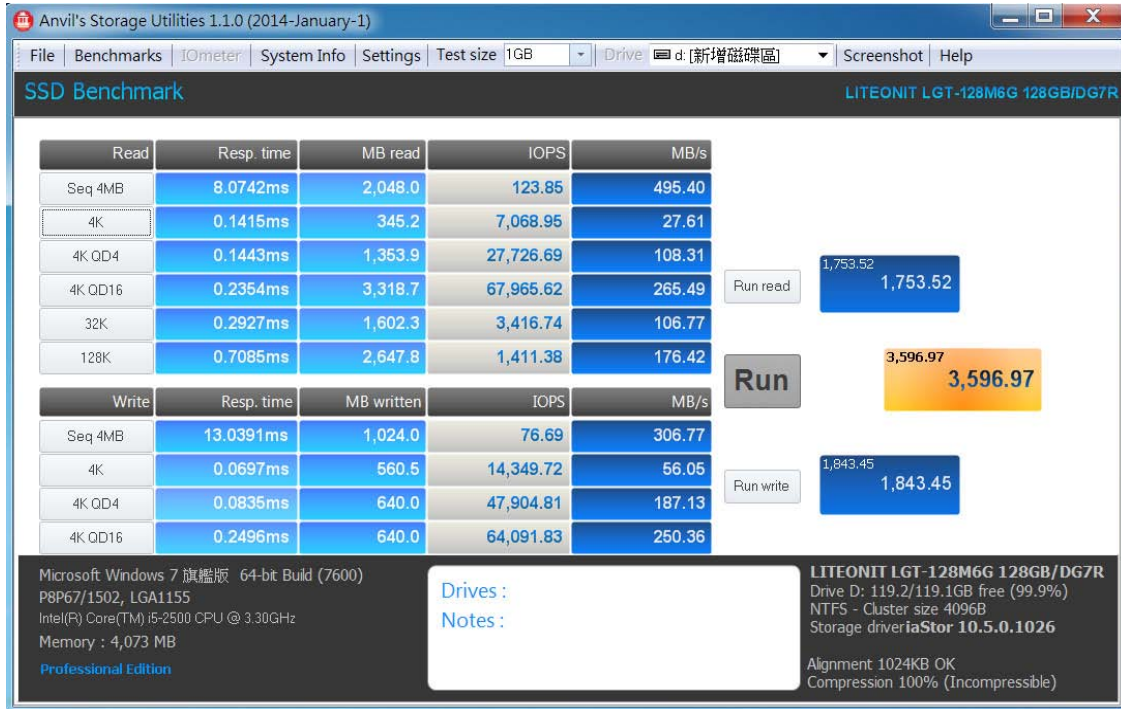 Anvil's Storage Utilities 1.1.0 (2014-January-1)
File Benchmarks IOmeter System Info Settings Test size 1GB Drive d: [新增磁碟區] Screenshot Help
SSD Benchmark LITEONIT LGT-128M6G 128GB/DG7R
Read Resp. time MB read IOPS MB/s
Seq 4MB 8.0742ms 2,048.0 123.85 495.40
4K 0.1415ms 345.2 7,068.95 27.61
4K QD4 0.1443ms 1,353.9 27,726.69 108.31
4K QD16 0.2354ms 3,318.7 67,965.62 265.49
32K 0.2927ms 1,602.3 3,416.74 106.77
128K 0.7085ms 2,647.8 1,411.38 176.42
Run read
1,753.52
1,753.52
Run
3,596.97
3,596.97
Write Resp. time MB written IOPS MB/s
Seq 4MB 13.0391ms 1,024.0 76.69 306.77
4K 0.0697ms 560.5 14,349.72 56.05
4K QD4 0.0835ms 640.0 47,904.81 187.13
4K QD16 0.2496ms 640.0 64,091.83 250.36
Run write
1,843.45
1,843.45
Microsoft Windows 7 旗艦版 64-bit Build (7600)
P8P67/1502, LGA1155
Intel(R) Core(TM) i5-2500 CPU @ 3.30GHz
Memory : 4,073 MB
Professional Edition
Drives :
Notes :
LITEONIT LGT-128M6G 128GB/DG7R
Drive D: 119.2/119.1GB free (99.9%)
NTFS - Cluster size 4096B
Storage driveriaStor 10.5.0.1026
Alignment 1024KB OK
Compression 100% (Incompressible)